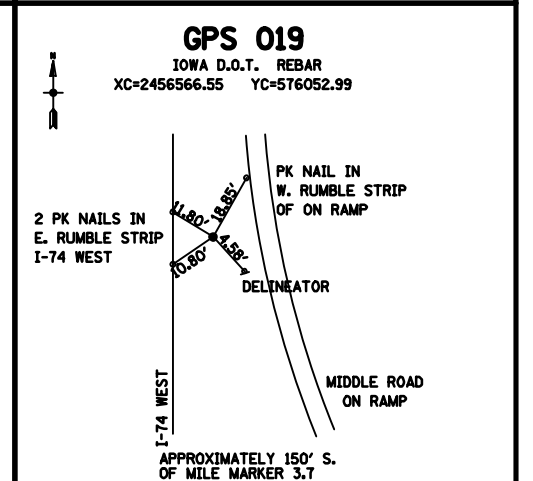 GPS 019
IOWA D.O.T. REBAR
XC=2456566.55 YC=576052.99
N
PK NAIL IN
W. RUMBLE STRIP
OF ON RAMP
2 PK NAILS IN
E. RUMBLE STRIP
I-74 WEST
11.80'
18.85'
10.80'
4.58'
DELINEATOR
MIDDLE ROAD
ON RAMP
I-74 WEST
APPROXIMATELY 150' S.
OF MILE MARKER 3.7